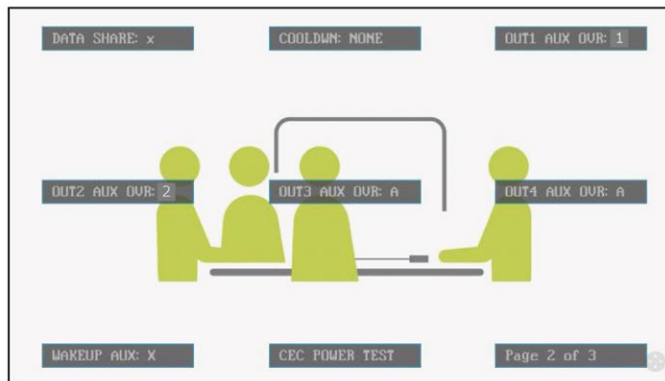 DATA SHARE: x
COOLDWN: NONE
OUT1 AUX OVR: 1
OUT2 AUX OVR: 2
OUT3 AUX OVR: A
OUT4 AUX OVR: A
WAKEUP AUX: X
CEC POWER TEST
Page 2 of 3